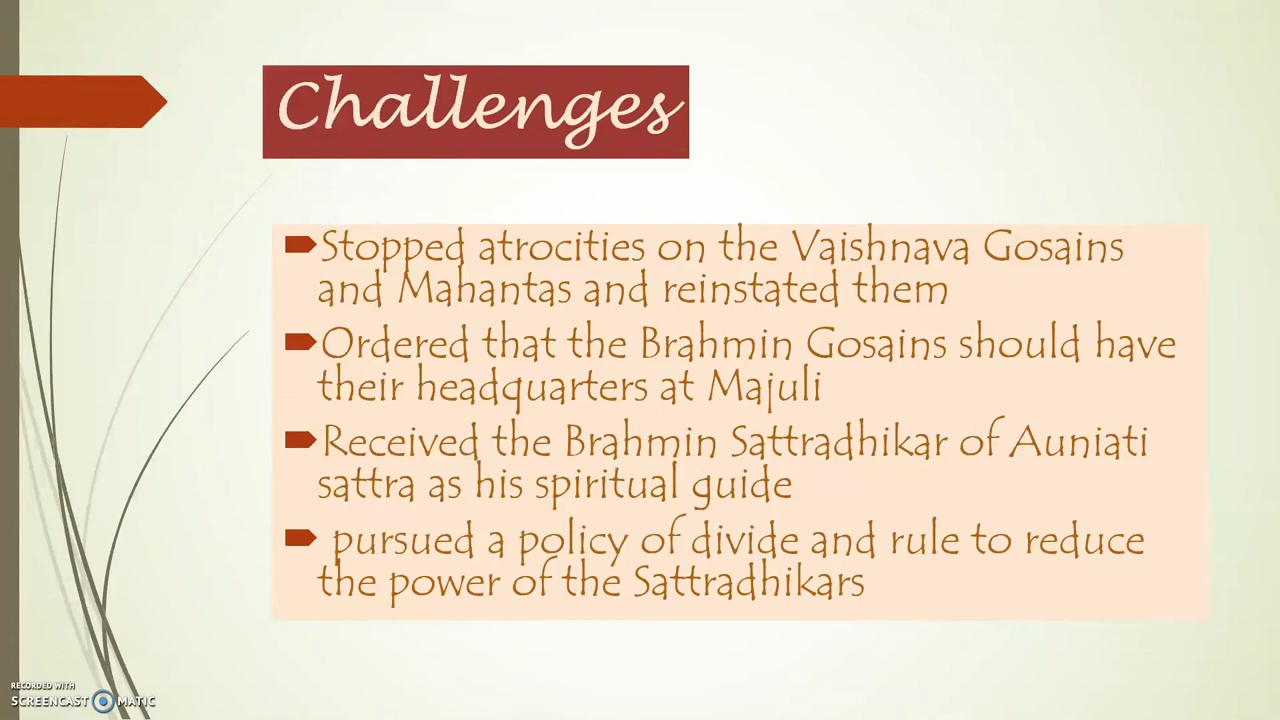 Challenges
Stopped atrocities on the Vaishnava Gosains
and Mahantas and reinstated them
Ordered that the Brahmin Gosains should have
their headquarters at Majuli
Received the Brahmin Sattradhikar of Auniati
sattra as his spiritual guide
pursued a policy of divide and rule to reduce
the power of the Sattradhikars
RECORDED WITH
SCREENCAST MATIC